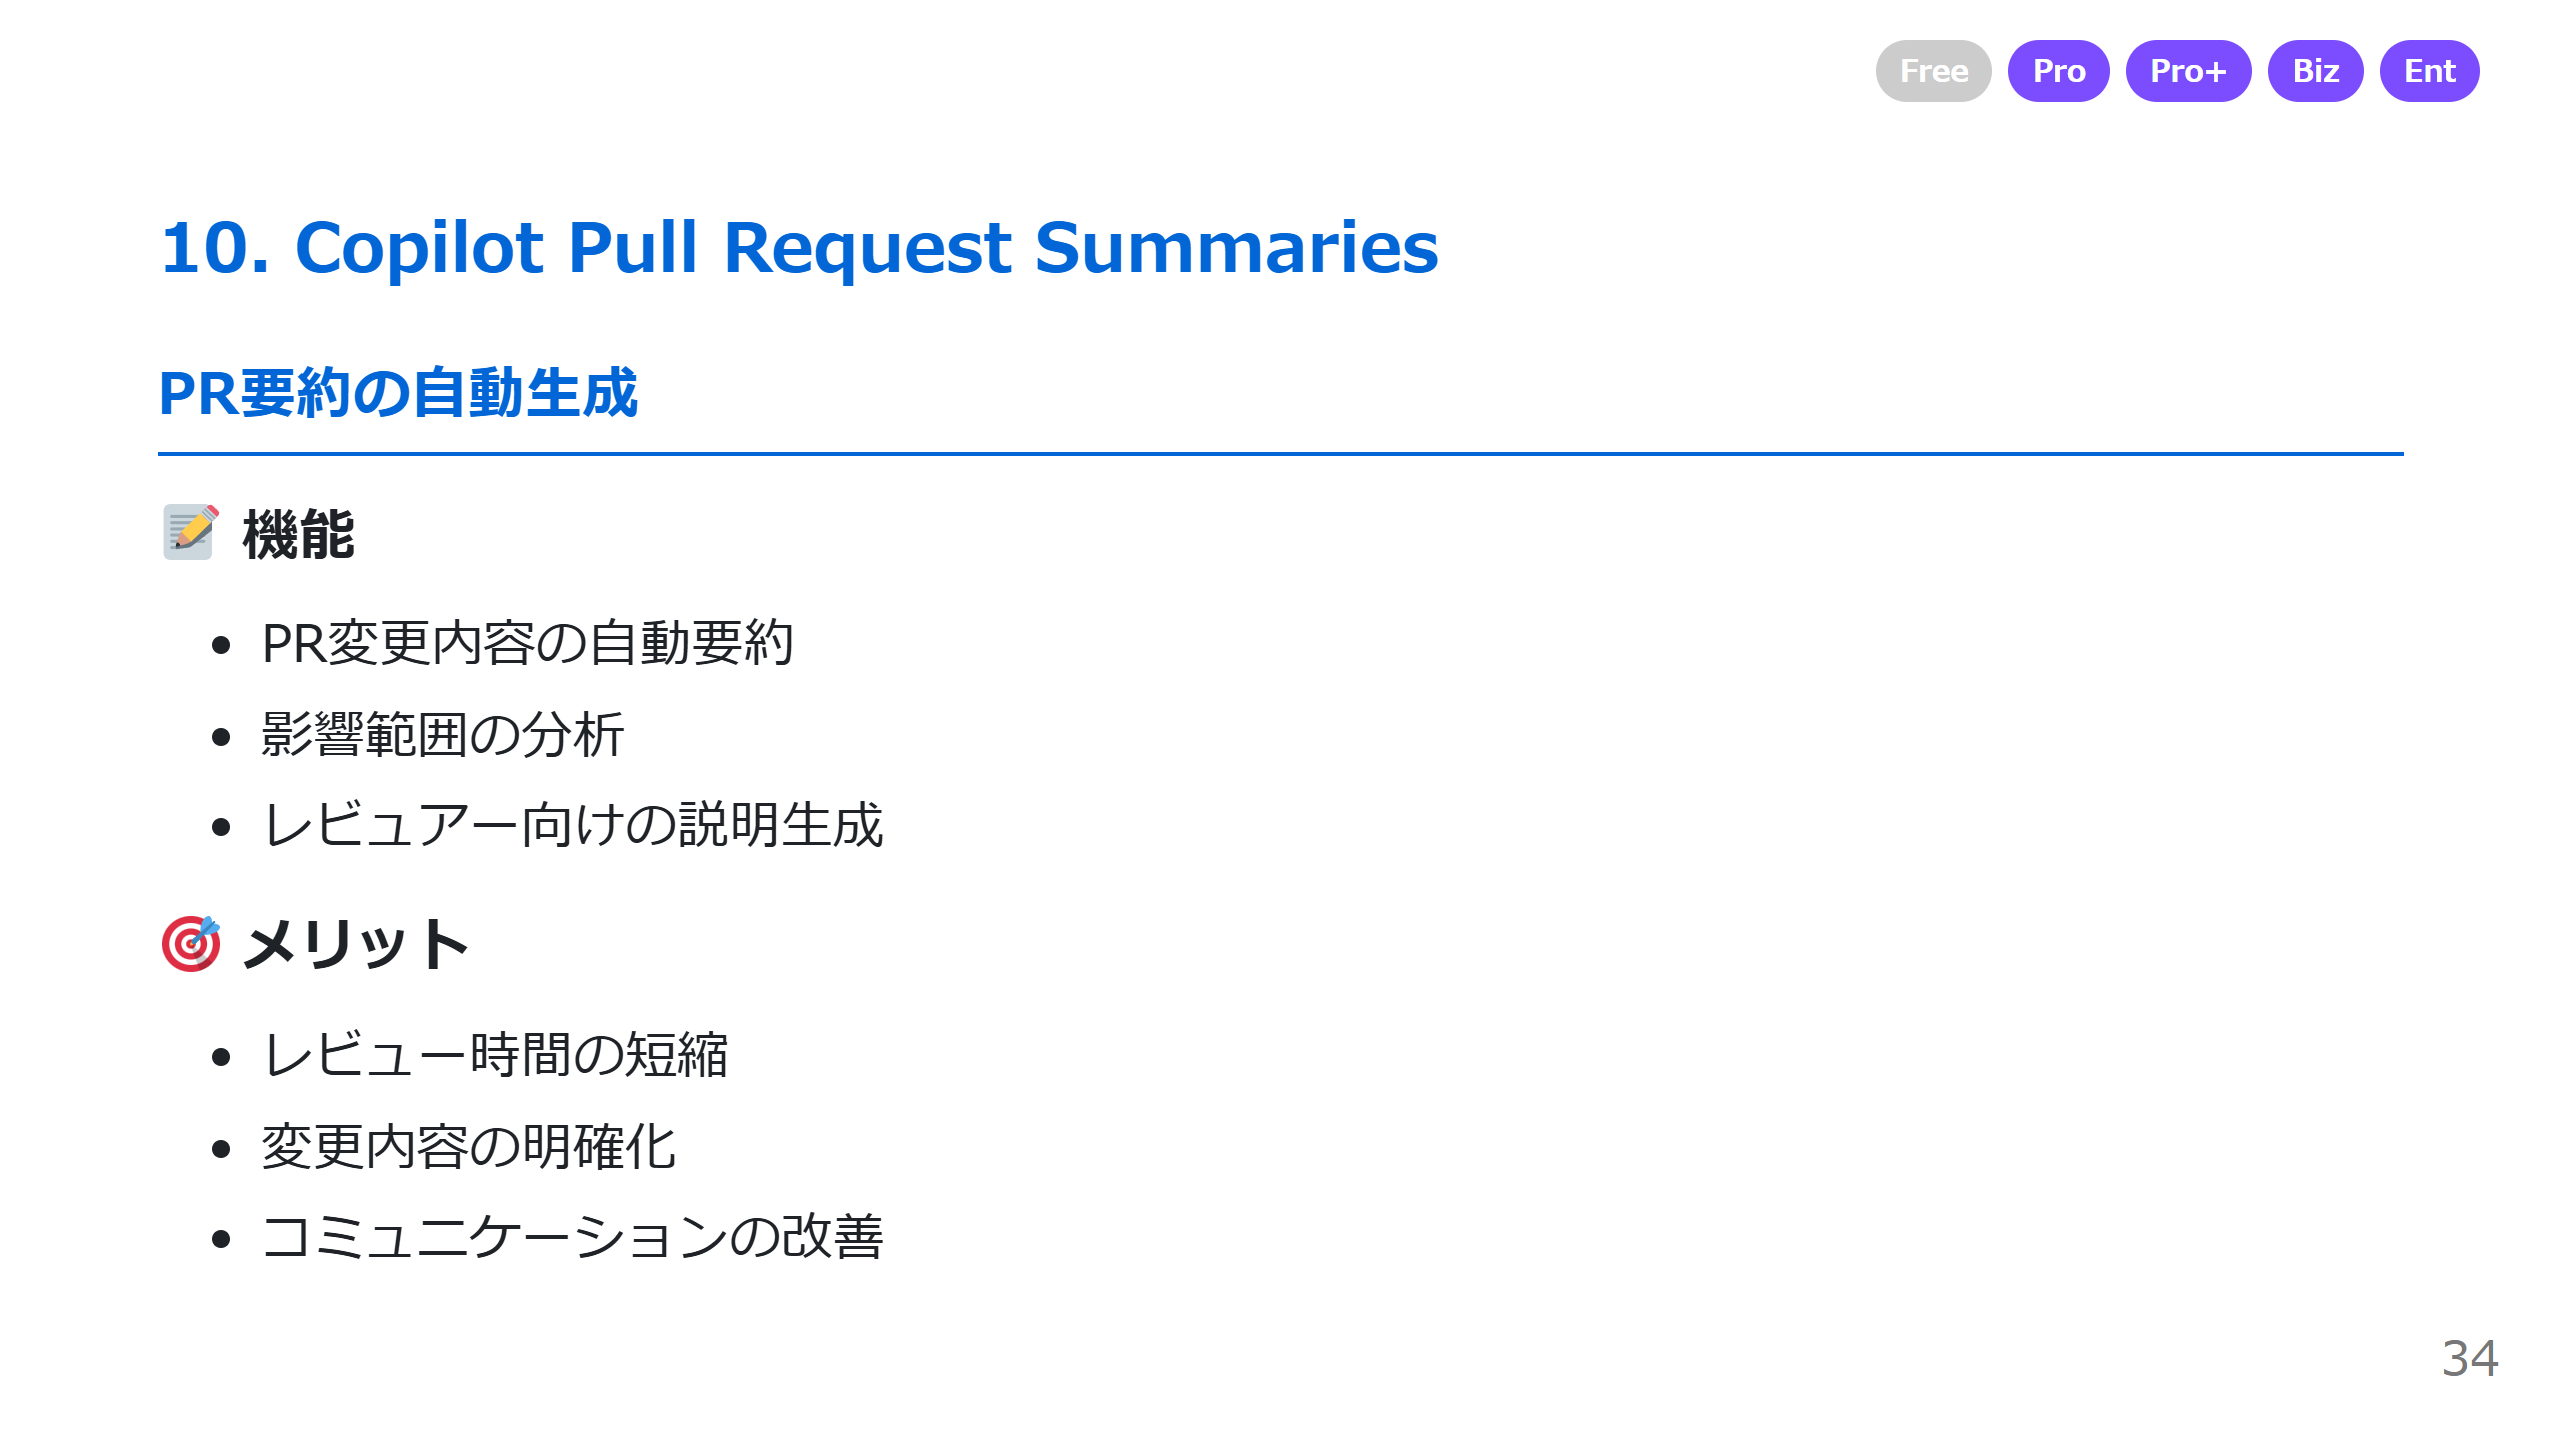 Free Pro Pro+ Biz Ent
10. Copilot Pull Request Summaries
PR要約の自動生成
📝 機能
• PR変更内容の自動要約
• 影響範囲の分析
• レビュアー向けの説明生成
🎯 メリット
• レビュー時間の短縮
• 変更内容の明確化
• コミュニケーションの改善
34